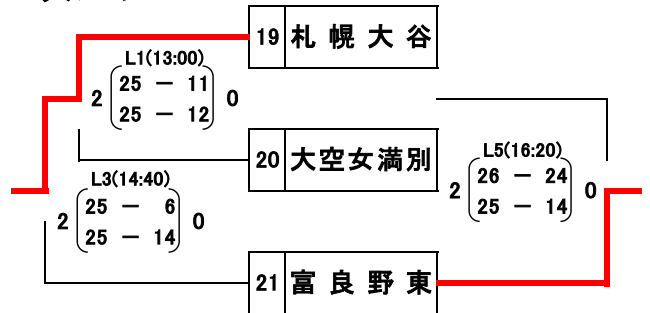 19 札幌大谷
L1(13:00)
2 25 － 11 0
25 － 12
20 大空女満別
L5(16:20)
2 26 － 24 0
25 － 14
L3(14:40)
2 25 － 6 0
25 － 14
21 富良野東